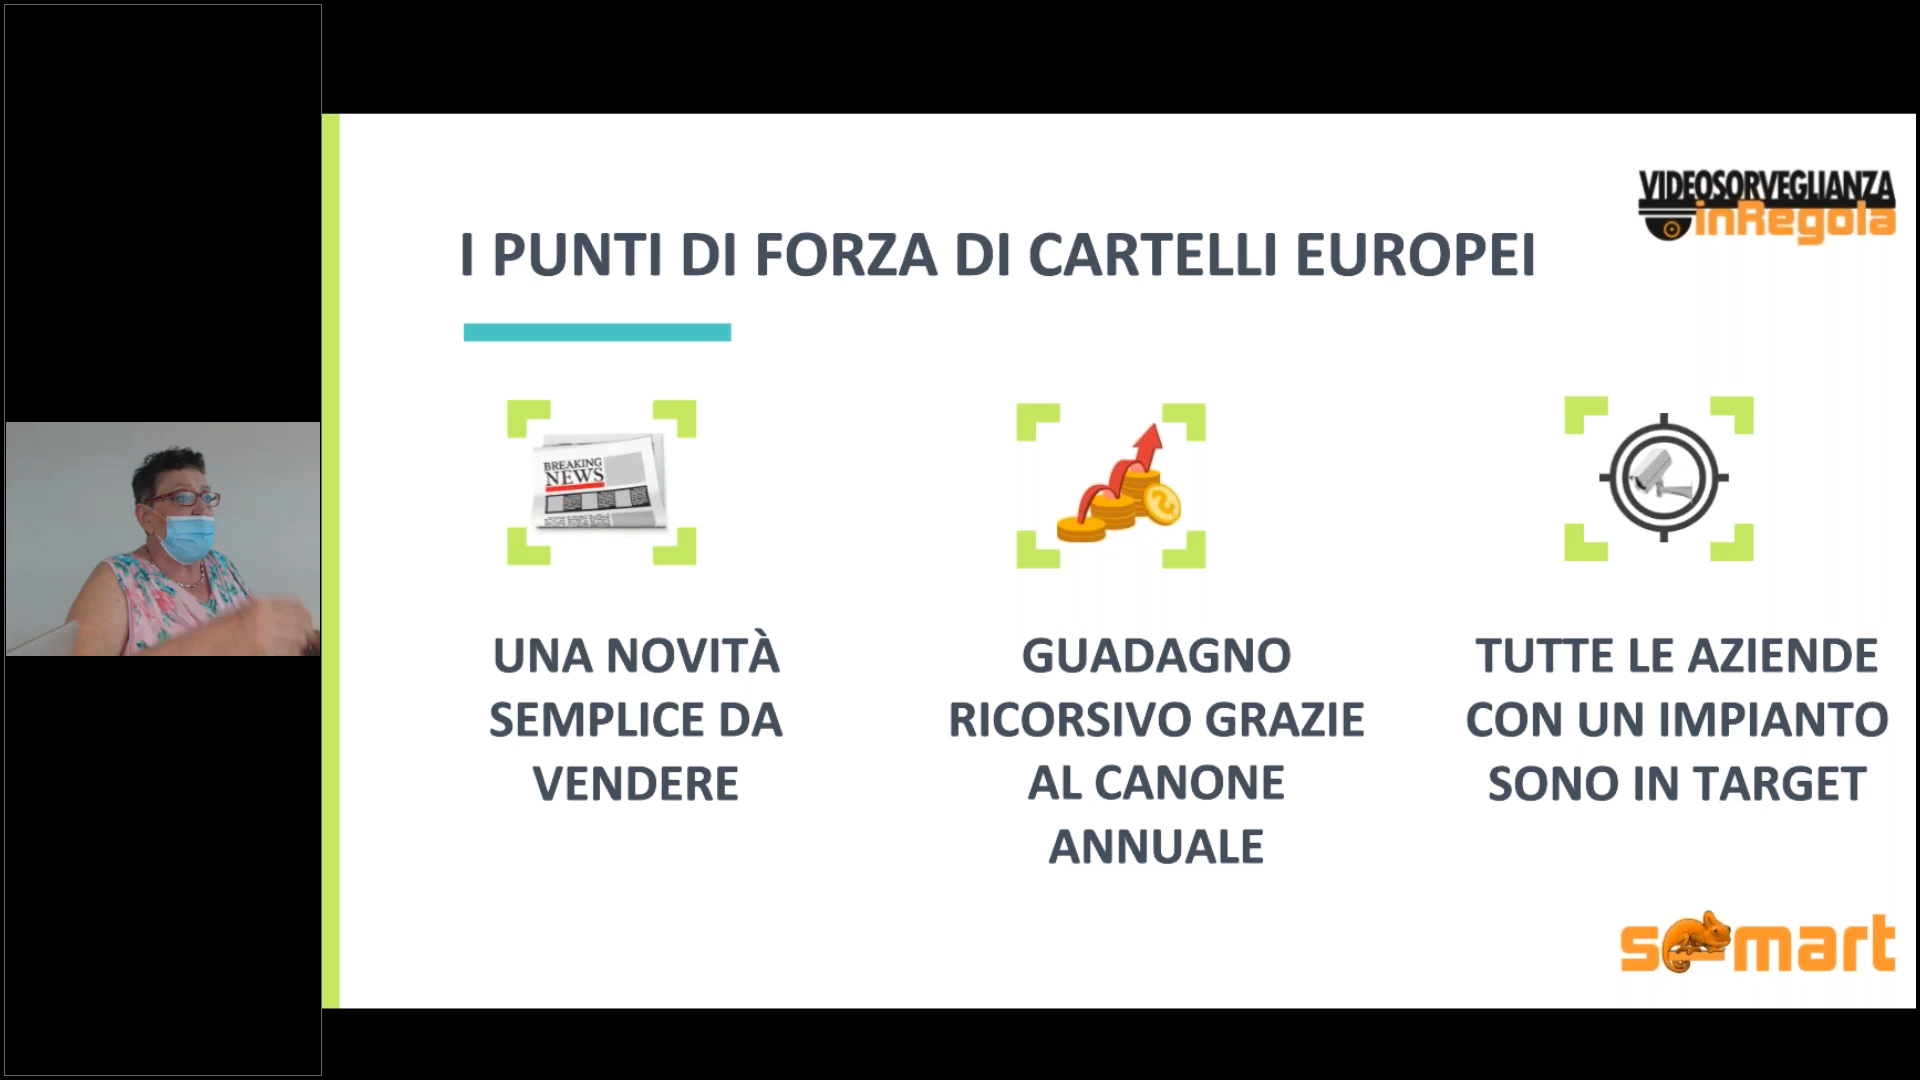 VIDEOSORVEGLIANZA
inRegola
I PUNTI DI FORZA DI CARTELLI EUROPEI
BREAKING
NEWS
UNA NOVITÀ
SEMPLICE DA
VENDERE
GUADAGNO
RICORSIVO GRAZIE
AL CANONE
ANNUALE
TUTTE LE AZIENDE
CON UN IMPIANTO
SONO IN TARGET
s-mart